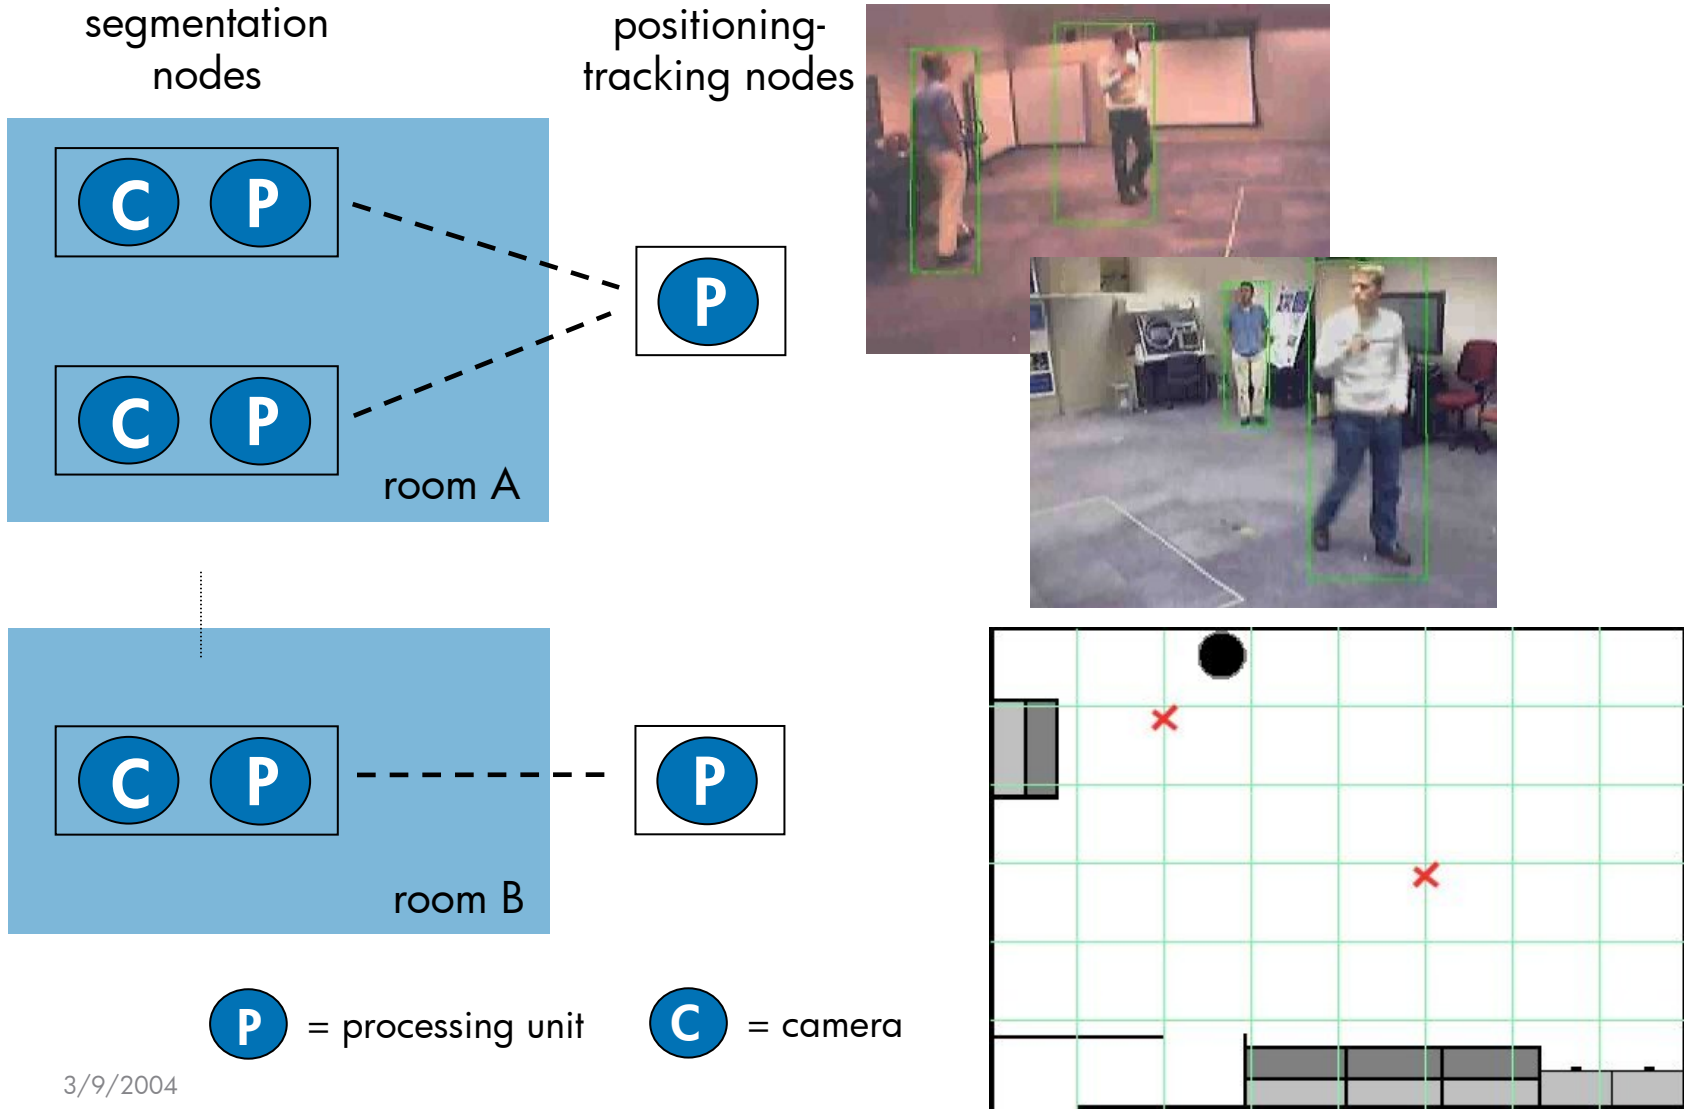 segmentation
nodes
positioning-
tracking nodes
C P
P
C P
room A
C P
P
room B
P = processing unit
C = camera
3/9/2004